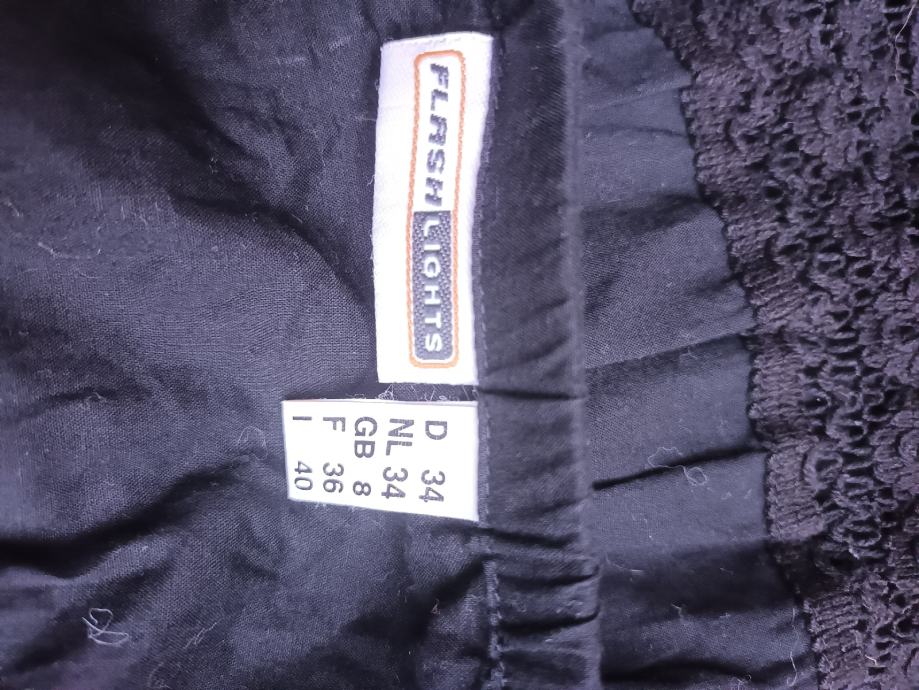 FLASH LIGHTS
D 34
NL 34
GB 8
F 36
I 40